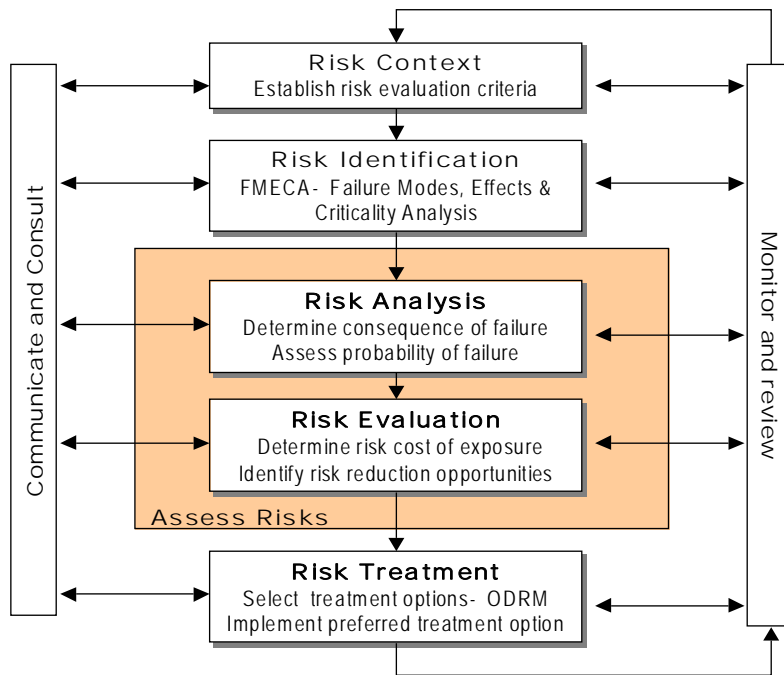 Risk Context
Establish risk evaluation criteria
Risk Identification
FMECA- Failure Modes, Effects &
Criticality Analysis
Risk Analysis
Determine consequence of failure
Assess probability of failure
Risk Evaluation
Determine risk cost of exposure
Identify risk reduction opportunities
Assess Risks
Risk Treatment
Select treatment options- ODRM
Implement preferred treatment option
Communicate and Consult
Monitor and review